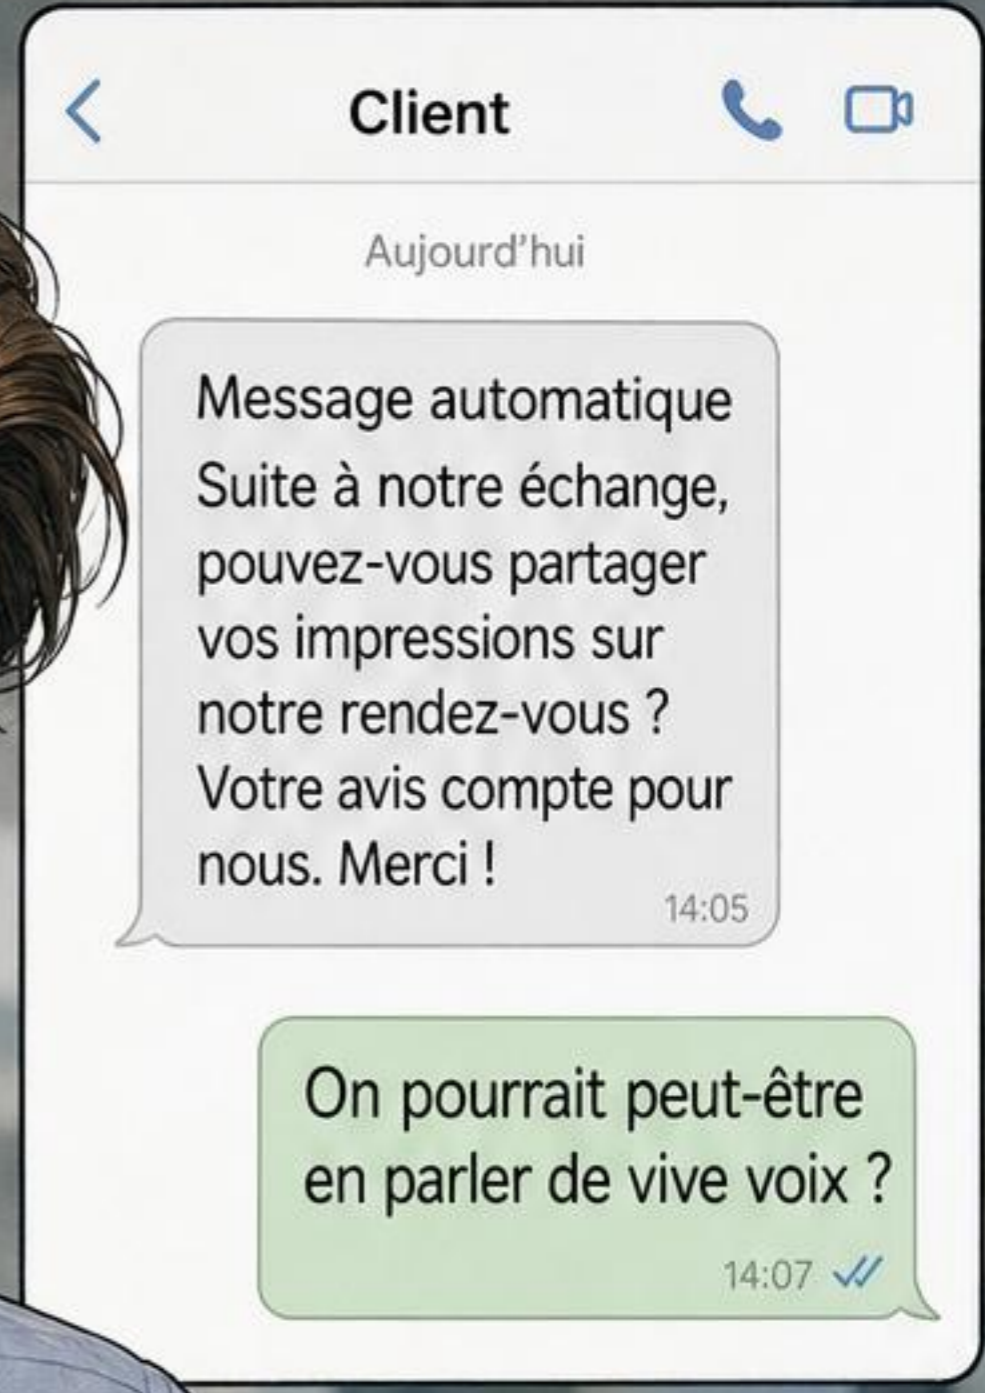 Client
Aujourd'hui
Message automatique
Suite à notre échange,
pouvez-vous partager
vos impressions sur
notre rendez-vous ?
Votre avis compte pour
nous. Merci !
14:05
On pourrait peut-être
en parler de vive voix ?
14:07